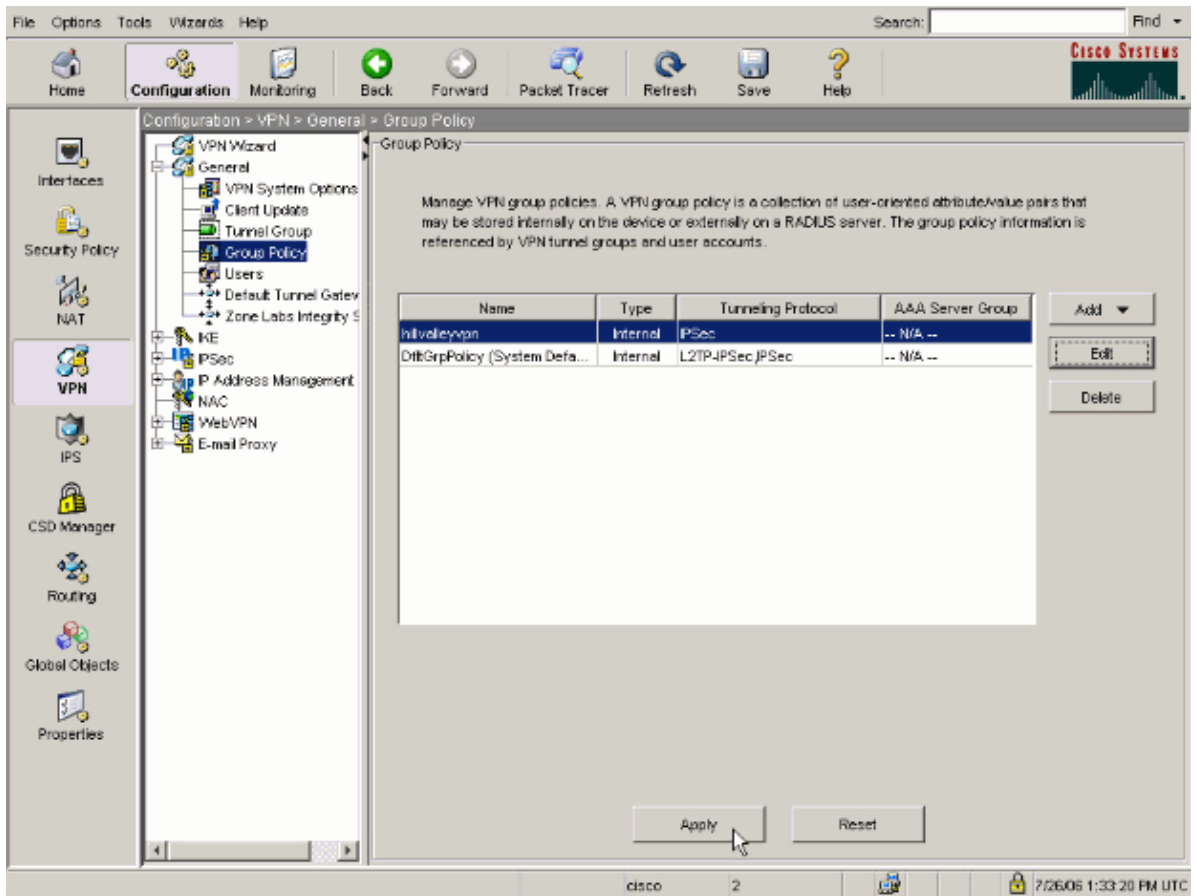 File Options Tools Wizards Help Search: Find
Home Configuration Monitoring Back Forward Packet Tracer Refresh Save Help
CISCO SYSTEMS
Configuration > VPN > General > Group Policy
Interfaces
Security Policy
NAT
VPN
IPS
CSD Manager
Routing
Global Objects
Properties
VPN Wizard
General
VPN System Options
Client Update
Tunnel Group
Group Policy
Users
Default Tunnel Gatew
Zone Labs Integrity S
IKE
IPSec
IP Address Management
NAC
WebVPN
E-mail Proxy
Group Policy
Manage VPN group policies. A VPN group policy is a collection of user-oriented attribute/value pairs that
may be stored internally on the device or externally on a RADIUS server. The group policy information is
referenced by VPN tunnel groups and user accounts.
Name Type Tunneling Protocol AAA Server Group
hillvalleyvpn Internal IPSec -- N/A --
DfltGrpPolicy (System Defa... Internal L2TP-IPSec,IPSec -- N/A --
Add
Edit
Delete
Apply Reset
cisco 2 7/26/06 1:33:20 PM UTC